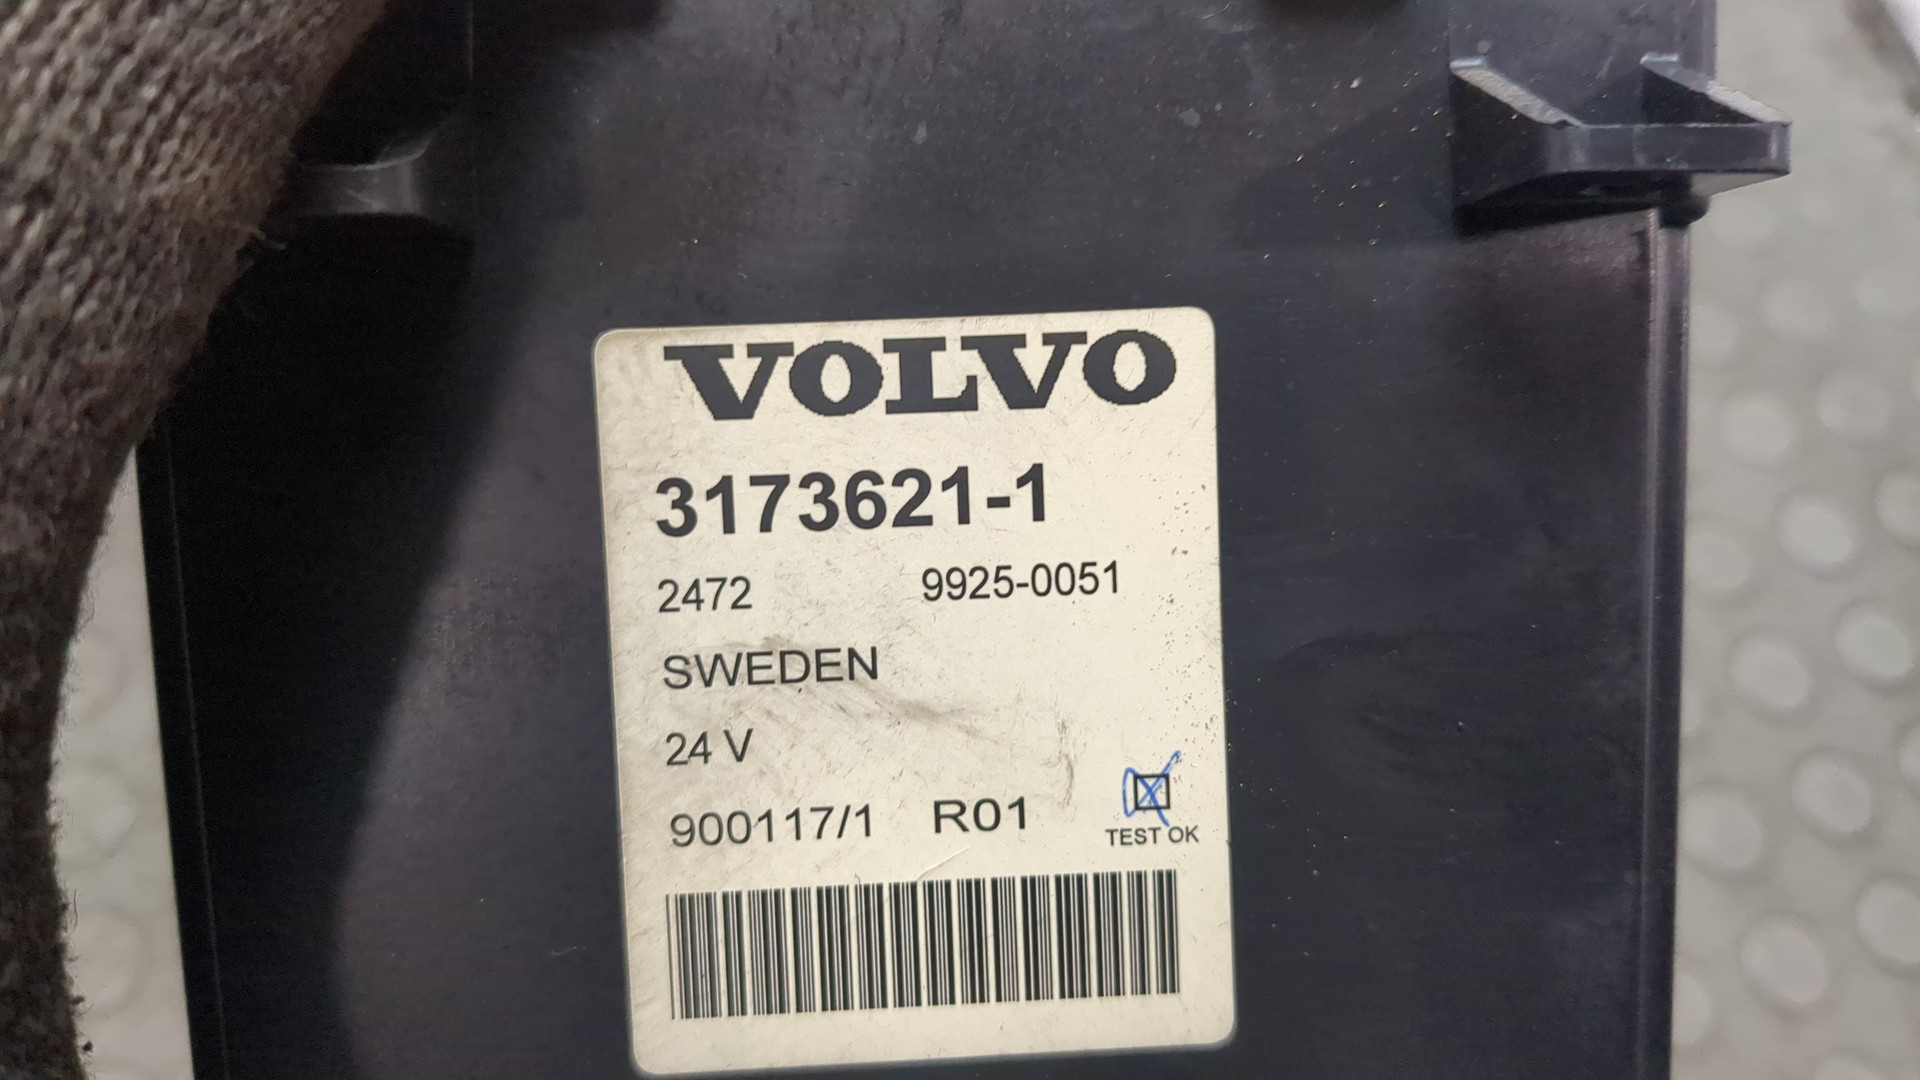 VOLVO
3173621-1
2472 9925-0051
SWEDEN
24 V
900117/1 R01
TEST OK